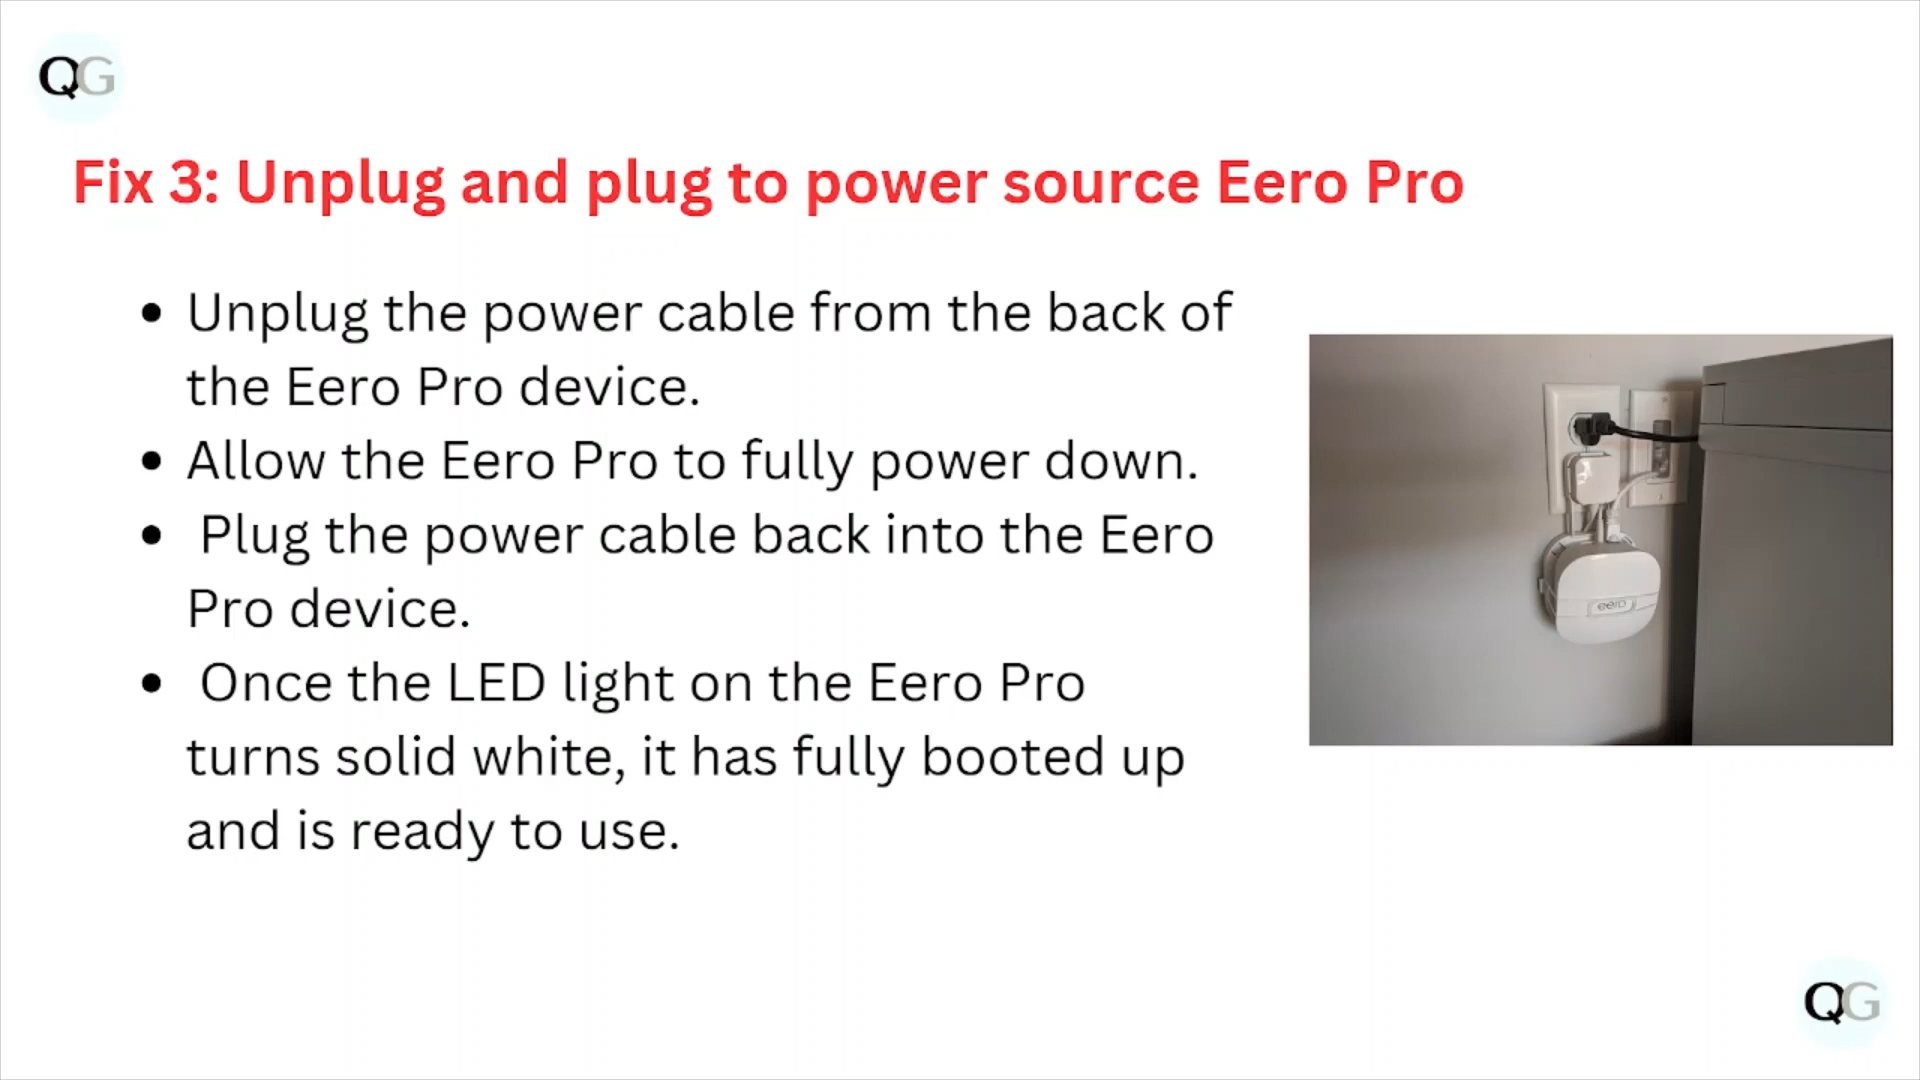 QG
Fix 3: Unplug and plug to power source Eero Pro
Unplug the power cable from the back of
the Eero Pro device.
Allow the Eero Pro to fully power down.
Plug the power cable back into the Eero
Pro device.
Once the LED light on the Eero Pro
turns solid white, it has fully booted up
and is ready to use.
eero
QG